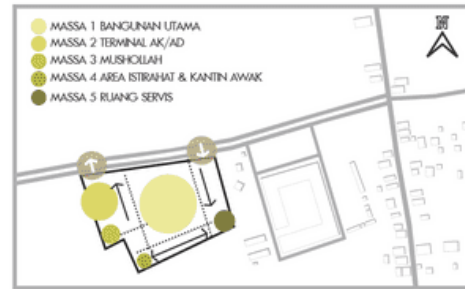 MASSA 1 BANGUNAN UTAMA
MASSA 2 TERMINAL AK/AD
MASSA 3 MUSHOLLAH
MASSA 4 AREA ISTIRAHAT & KANTIN AWAK
MASSA 5 RUANG SERVIS
N